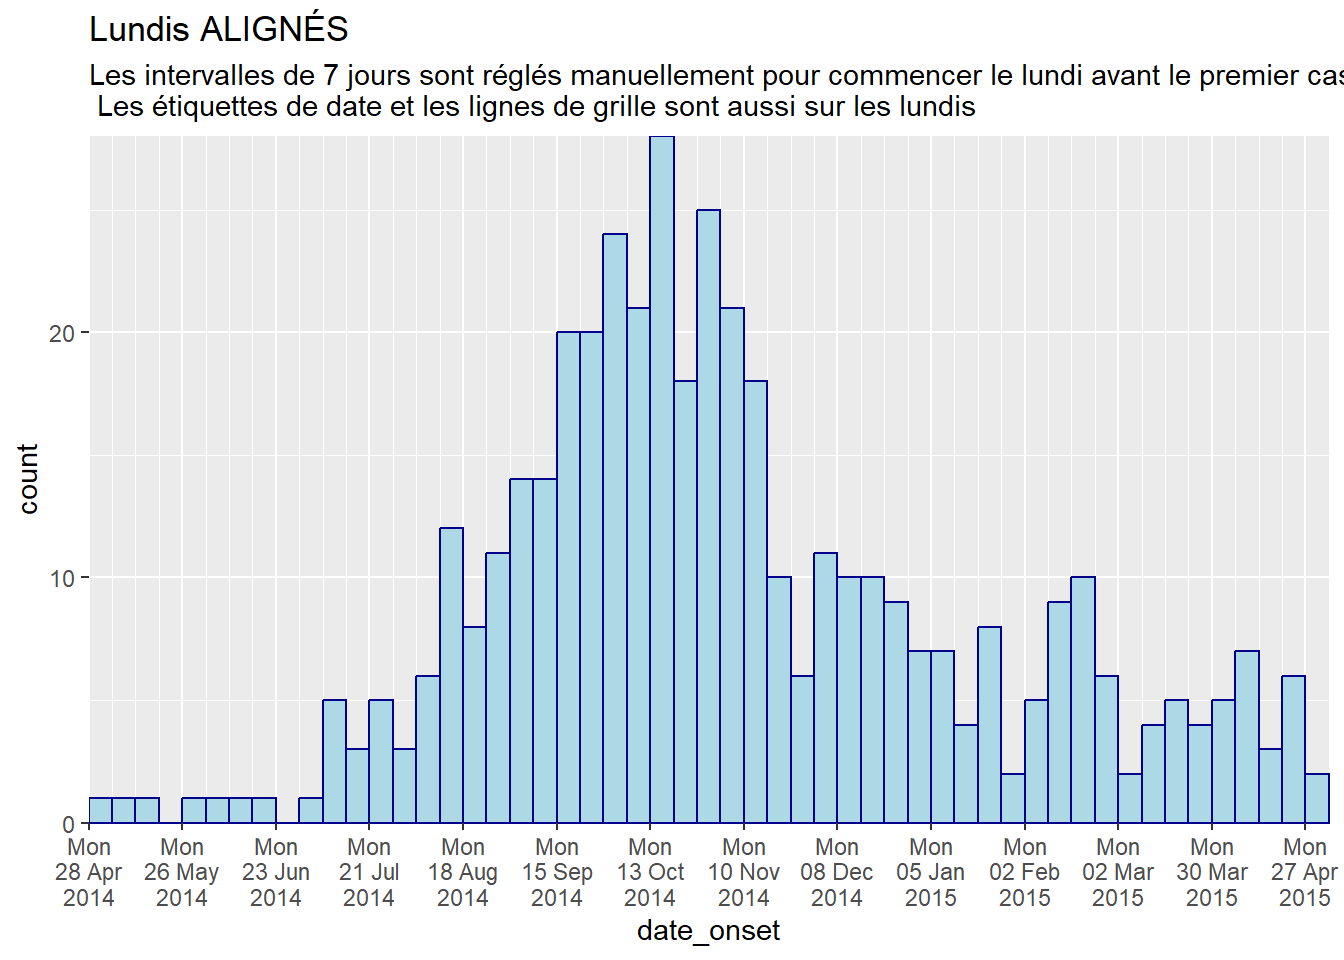 Lundis ALIGNÉS
Les intervalles de 7 jours sont réglés manuellement pour commencer le lundi avant le premier cas
Les étiquettes de date et les lignes de grille sont aussi sur les lundis
count
20
10
0
Mon Mon Mon Mon Mon Mon Mon Mon Mon Mon Mon Mon Mon Mon
28 Apr 26 May 23 Jun 21 Jul 18 Aug 15 Sep 13 Oct 10 Nov 08 Dec 05 Jan 02 Feb 02 Mar 30 Mar 27 Apr
2014 2014 2014 2014 2014 2014 2014 2014 2014 2015 2015 2015 2015 2015
date_onset